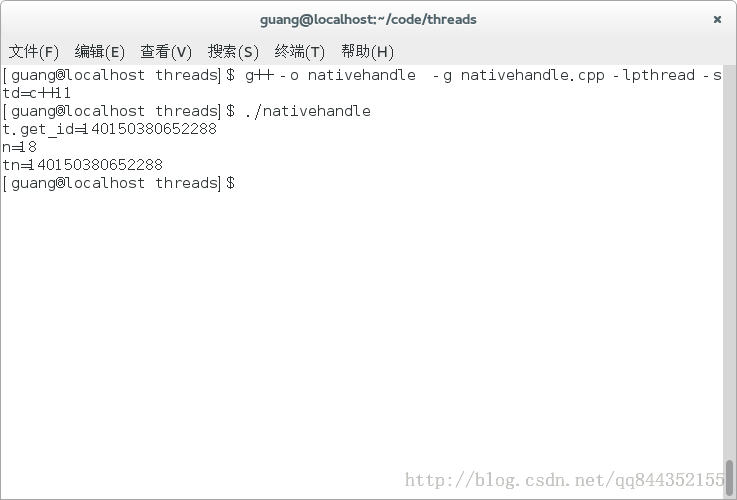 guang@localhost:~/code/threads
文件(F) 编辑(E) 查看(V) 搜索(S) 终端(T) 帮助(H)
[guang@localhost threads]$ g++ -o nativehandle  -g nativehandle.cpp -lpthread -s
td=c++11
[guang@localhost threads]$ ./nativehandle
t.get_id=140150380652288
n=18
tn=140150380652288
[guang@localhost threads]$
http://blog.csdn.net/qq844352155